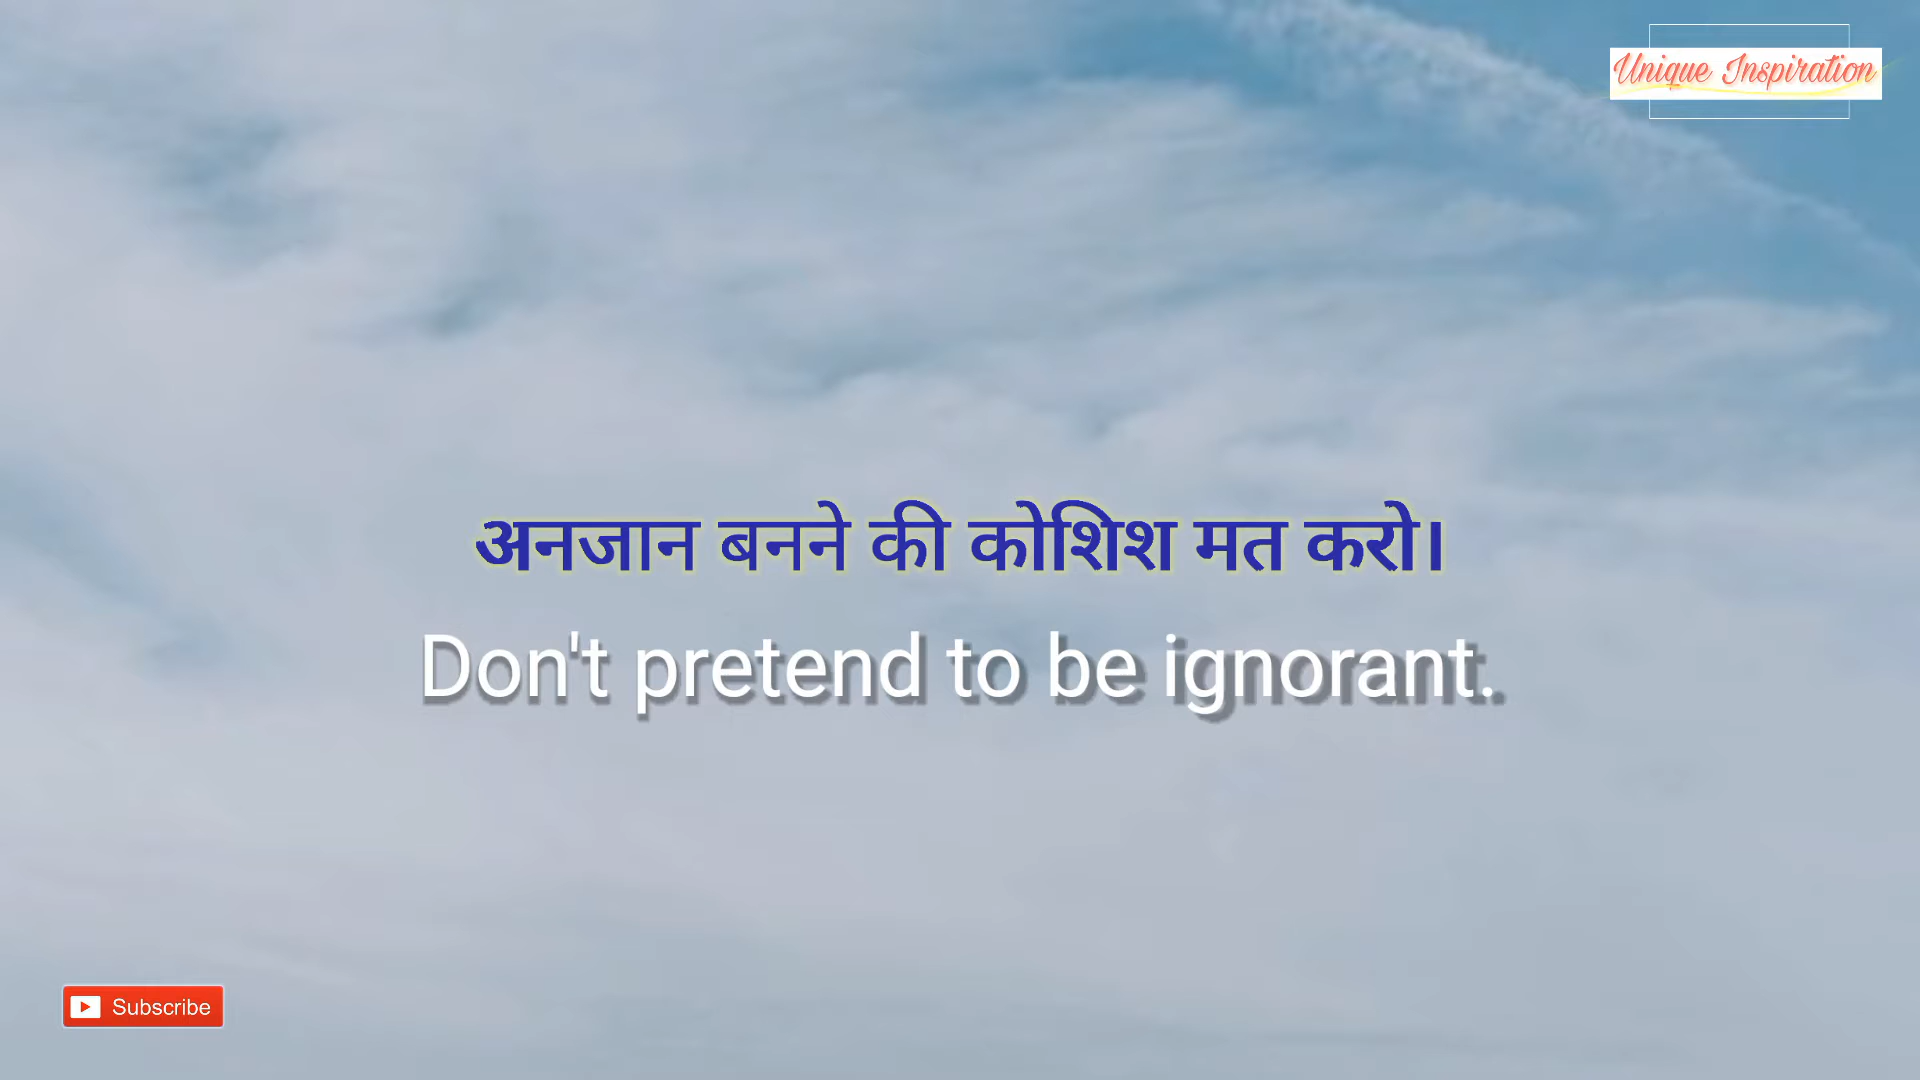 Unique Inspiration
अनजान बनने की कोशिश मत करो।
Don't pretend to be ignorant.
Subscribe